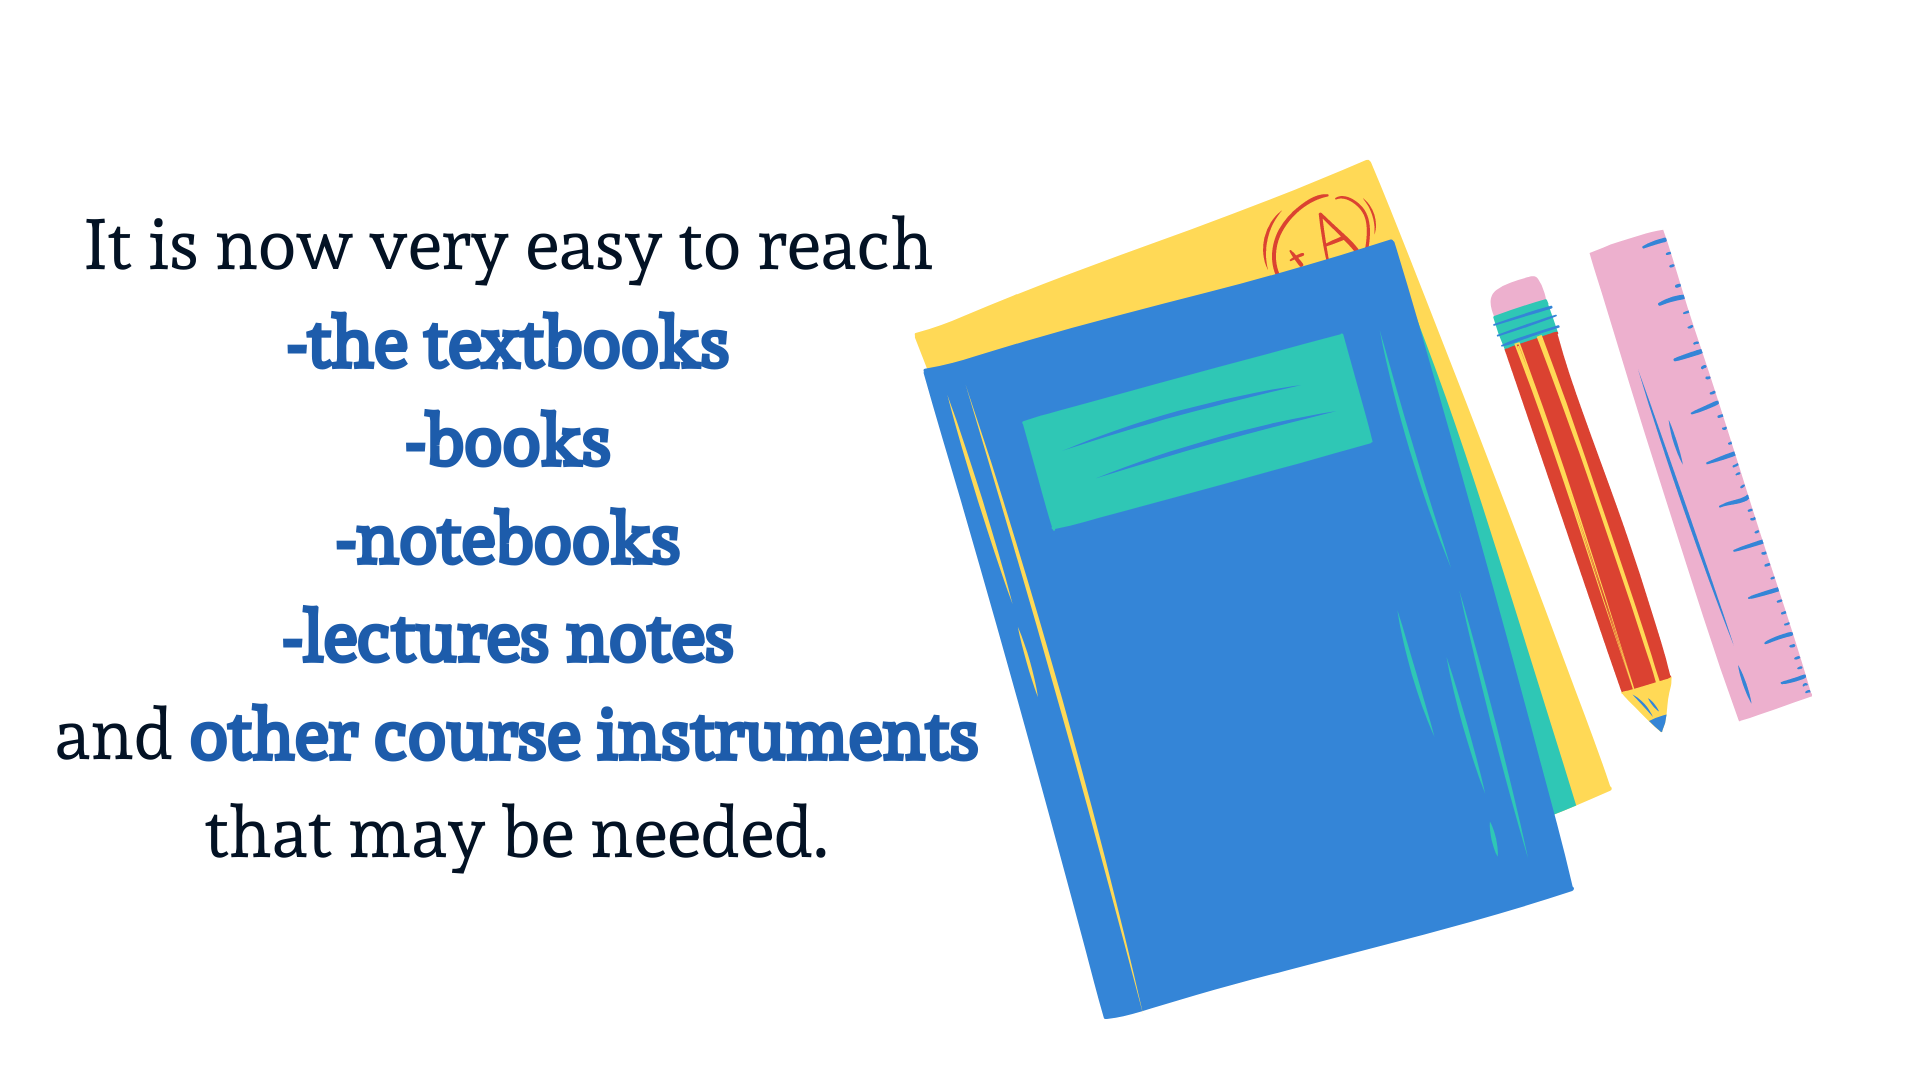 It is now very easy to reach
-the textbooks
-books
-notebooks
-lectures notes
and other course instruments
that may be needed.
+A